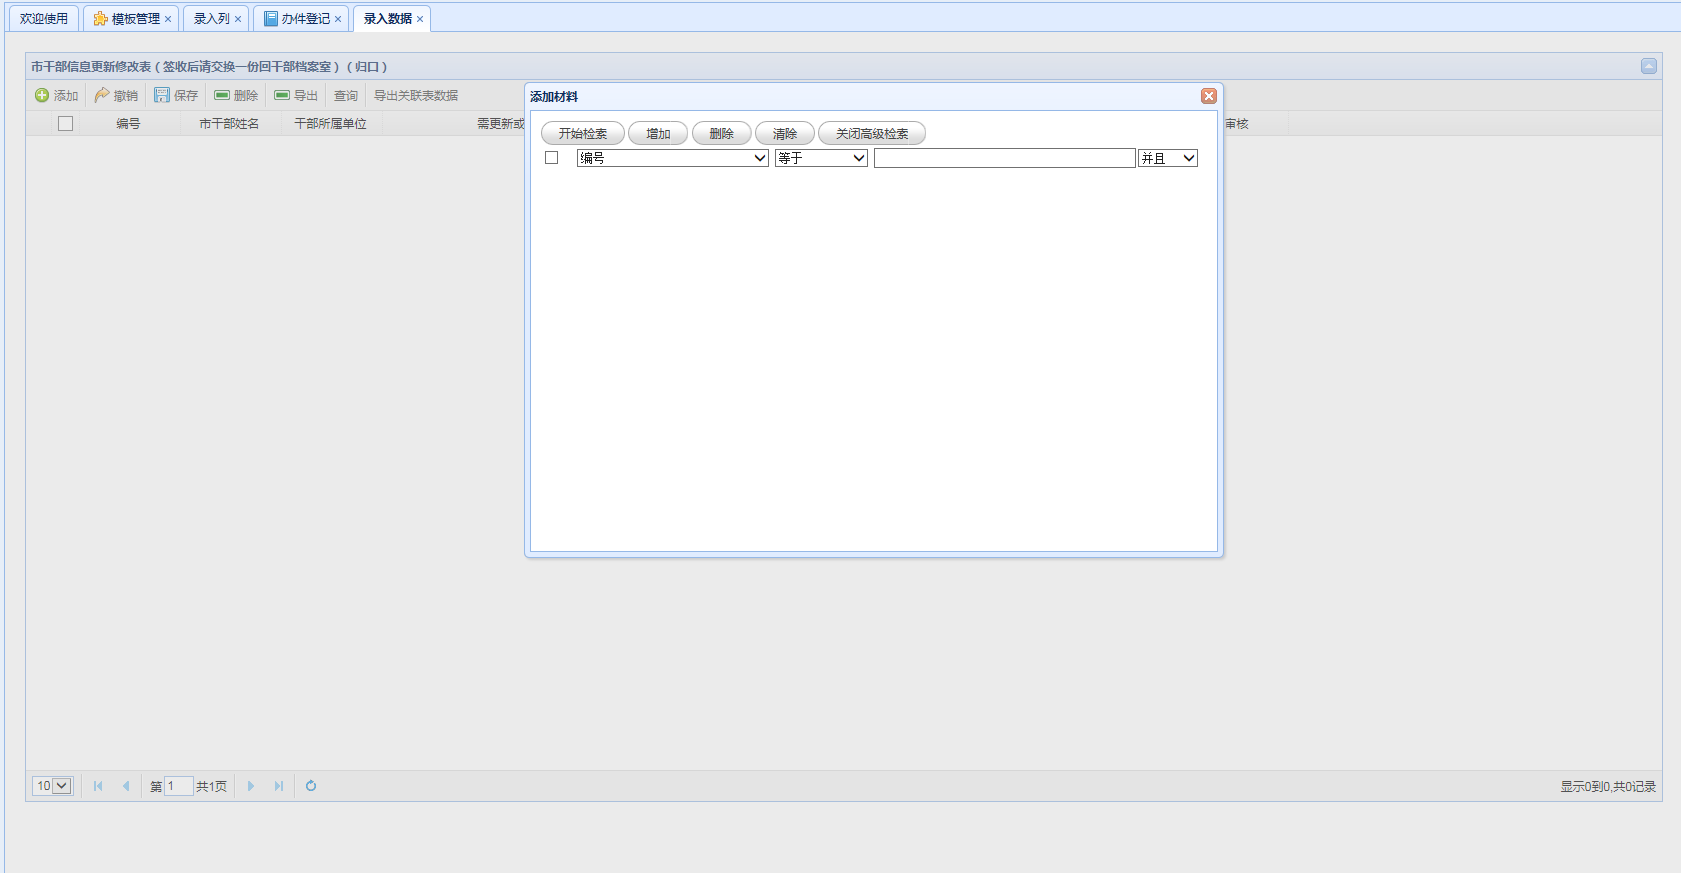 欢迎使用 模板管理 × 录入列 × 办件登记 × 录入数据 ×
市干部信息更新修改表（签收后请交换一份回干部档案室）（归口）
添加 撤销 保存 删除 导出 查询 导出关联表数据
编号 市干部姓名 干部所属单位 需更新或 审核
添加材料
开始检索 增加 删除 清除 关闭高级检索
编号 等于 并且
10 第 1 共1页 显示0到0,共0记录